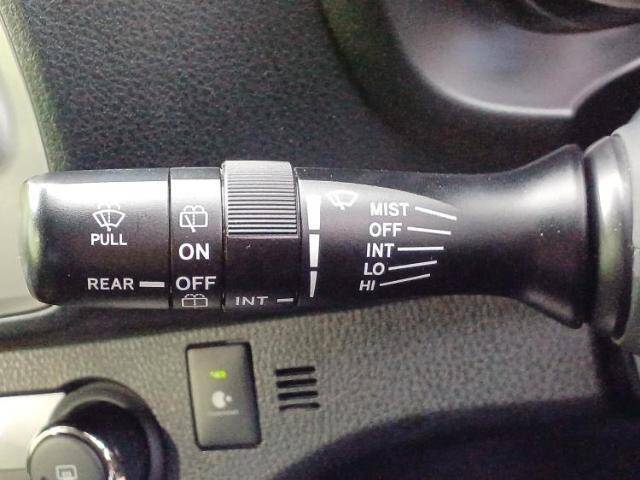 PULL
REAR
ON
OFF
INT
MIST
OFF
INT
LO
HI